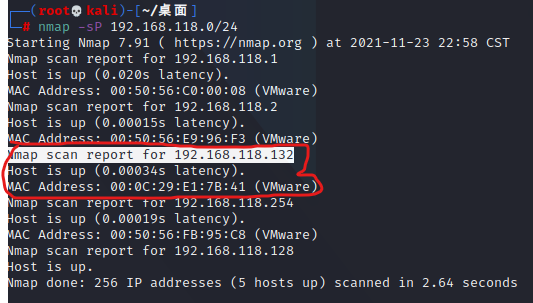 (root💀kali)-[~/桌面]
# nmap -sP 192.168.118.0/24
Starting Nmap 7.91 ( https://nmap.org ) at 2021-11-23 22:58 CST
Nmap scan report for 192.168.118.1
Host is up (0.020s latency).
MAC Address: 00:50:56:C0:00:08 (VMware)
Nmap scan report for 192.168.118.2
Host is up (0.00015s latency).
MAC Address: 00:50:56:E9:96:F3 (VMware)
Nmap scan report for 192.168.118.132
Host is up (0.00034s latency).
MAC Address: 00:0C:29:E1:7B:41 (VMware)
Nmap scan report for 192.168.118.254
Host is up (0.00019s latency).
MAC Address: 00:50:56:FB:95:C8 (VMware)
Nmap scan report for 192.168.118.128
Host is up.
Nmap done: 256 IP addresses (5 hosts up) scanned in 2.64 seconds